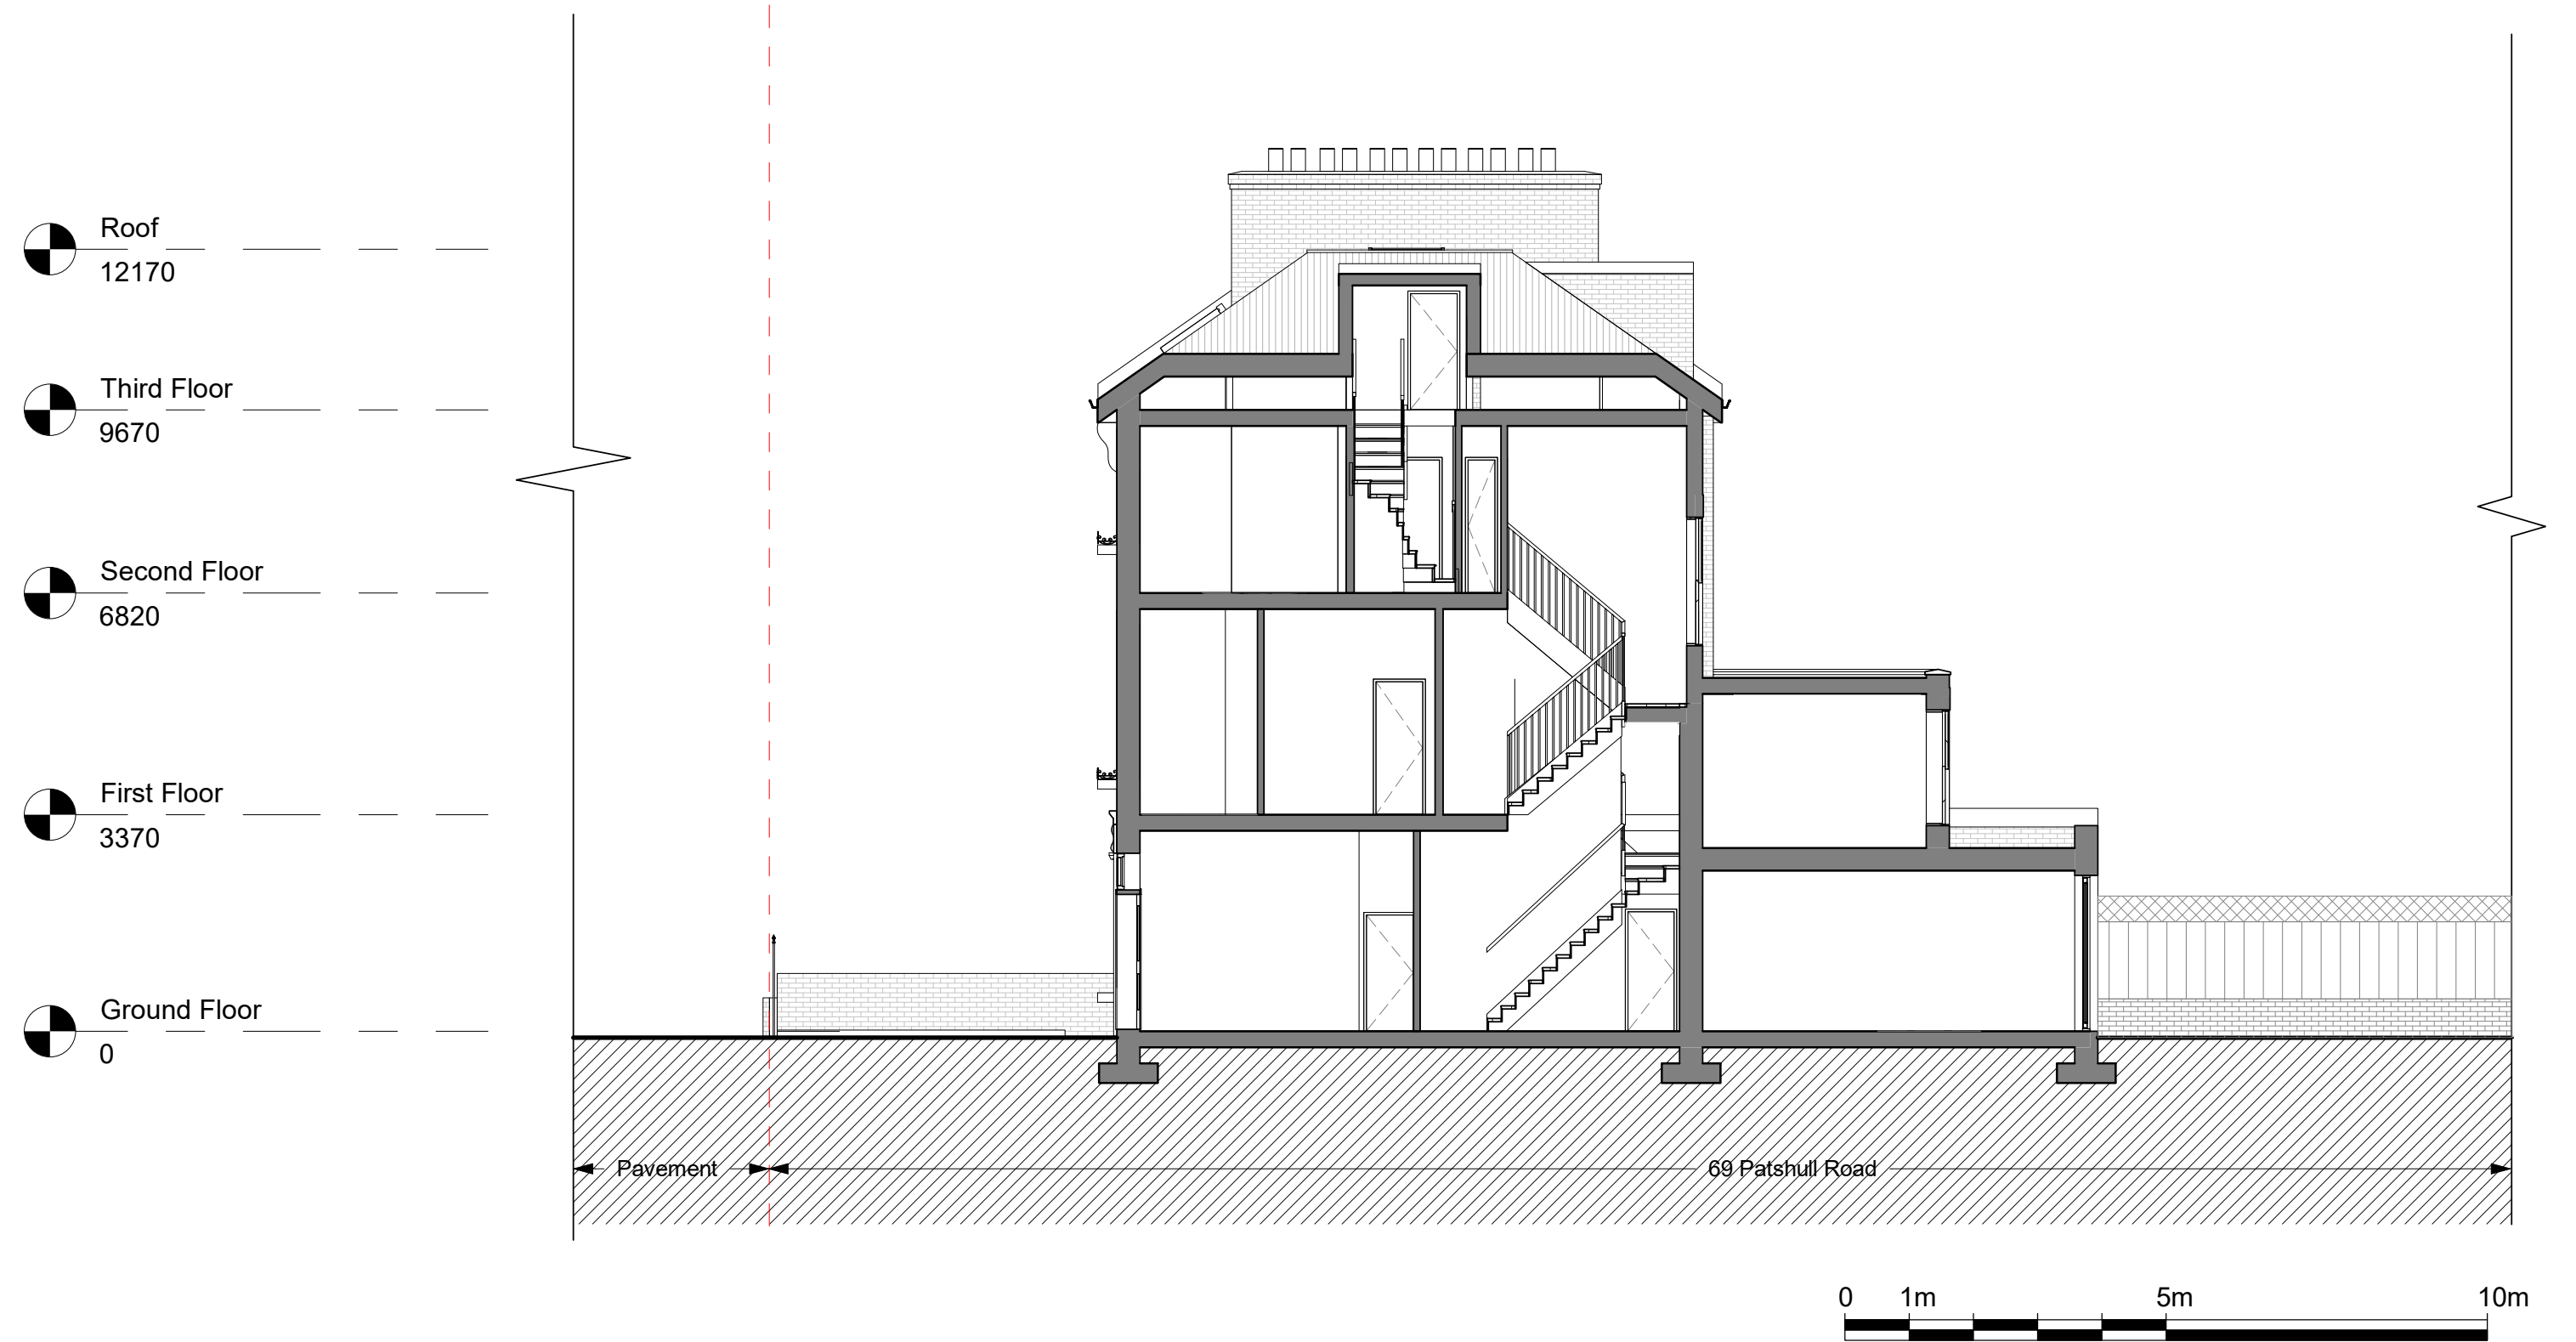 Roof
12170
Third Floor
9670
Second Floor
6820
First Floor
3370
Ground Floor
0
Pavement
69 Patshull Road
0 1m 5m 10m